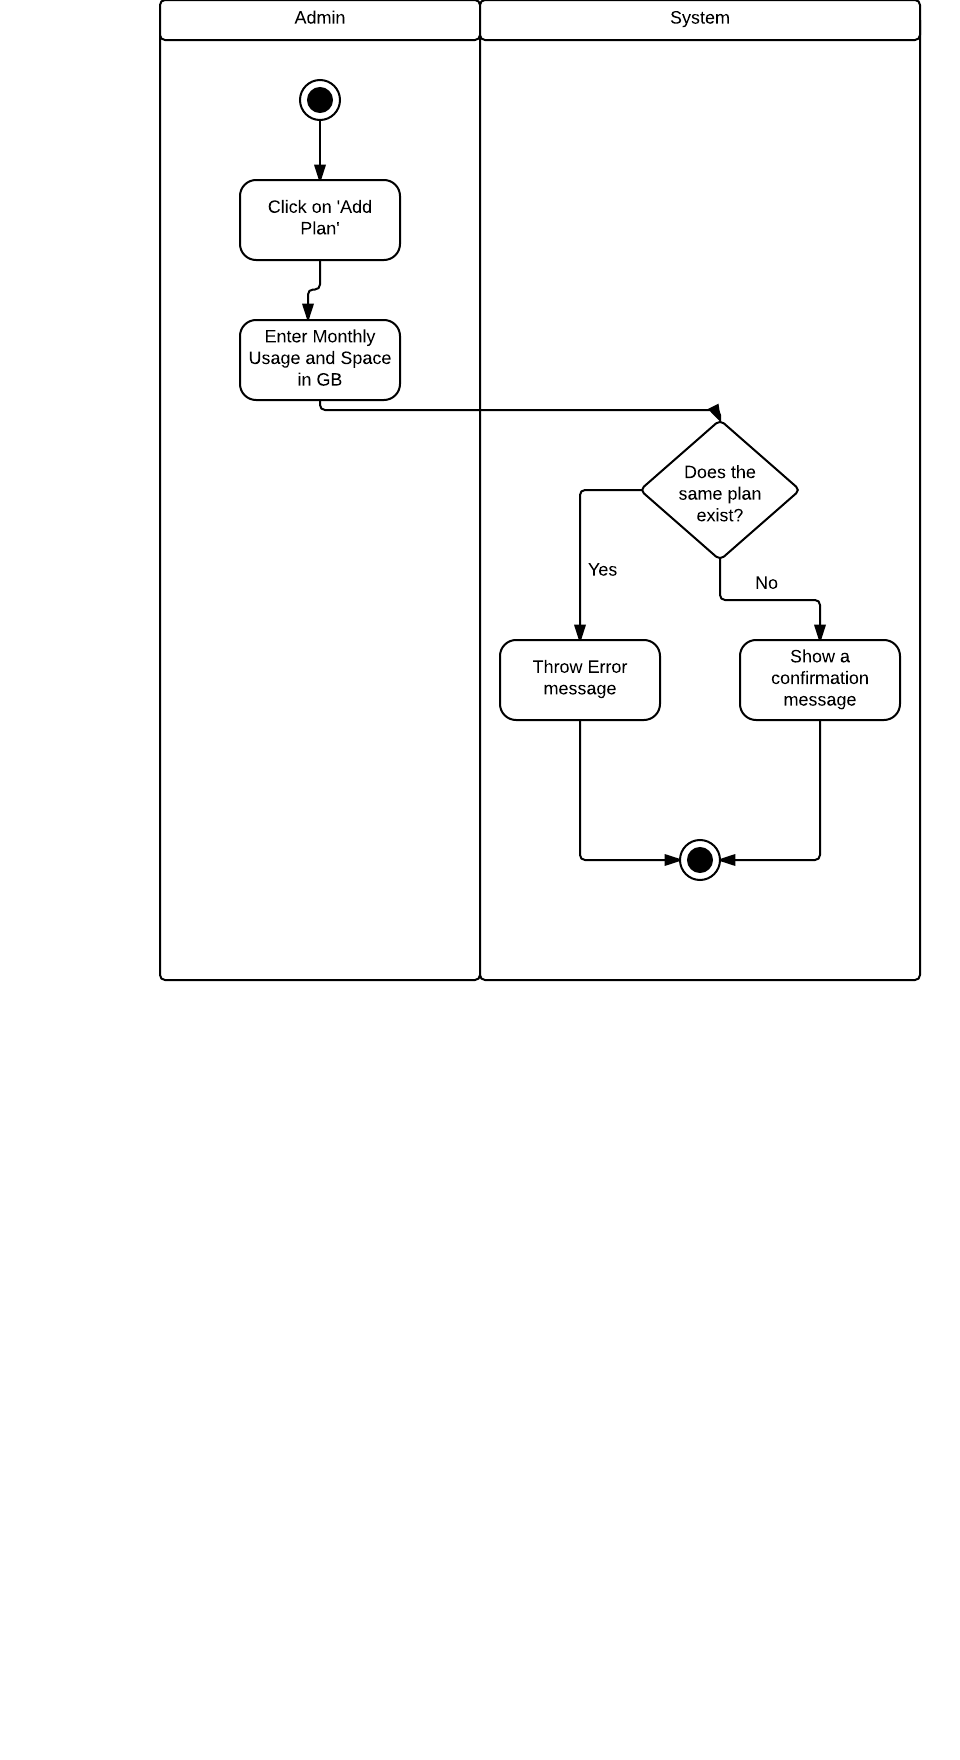 Admin
System
Click on 'Add
Plan'
Enter Monthly
Usage and Space
in GB
Does the
same plan
exist?
Yes
No
Throw Error
message
Show a
confirmation
message